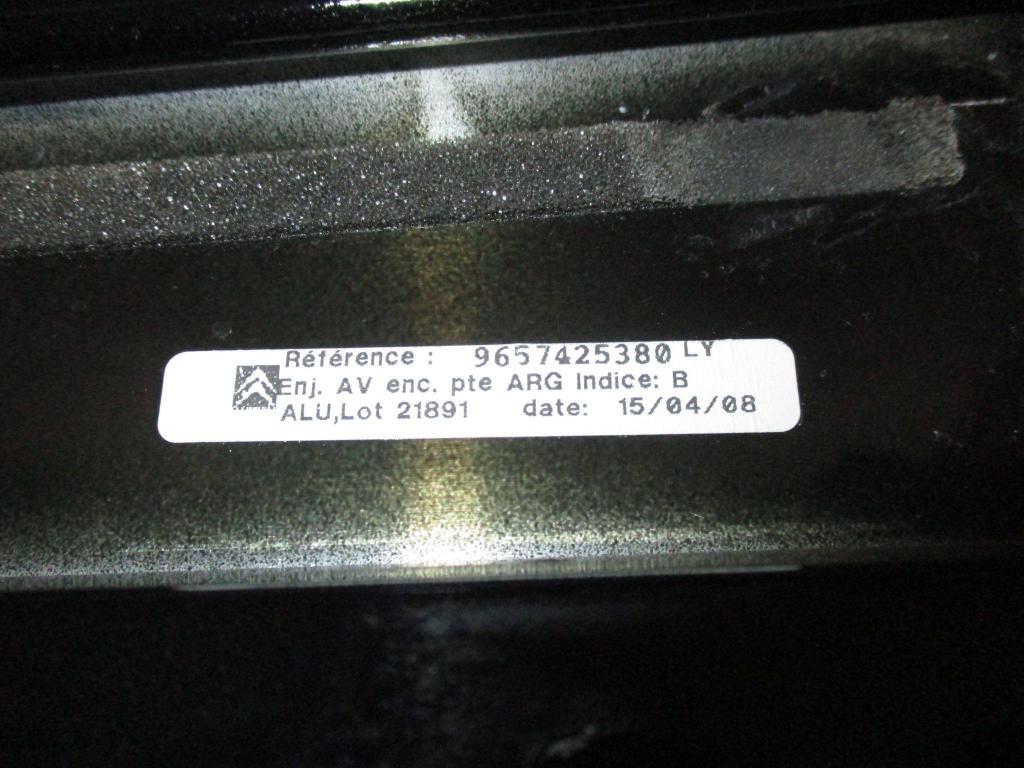 Référence : 9657425380 LY
Enj. AV enc. pte ARG Indice: B
ALU,Lot 21891 date: 15/04/08